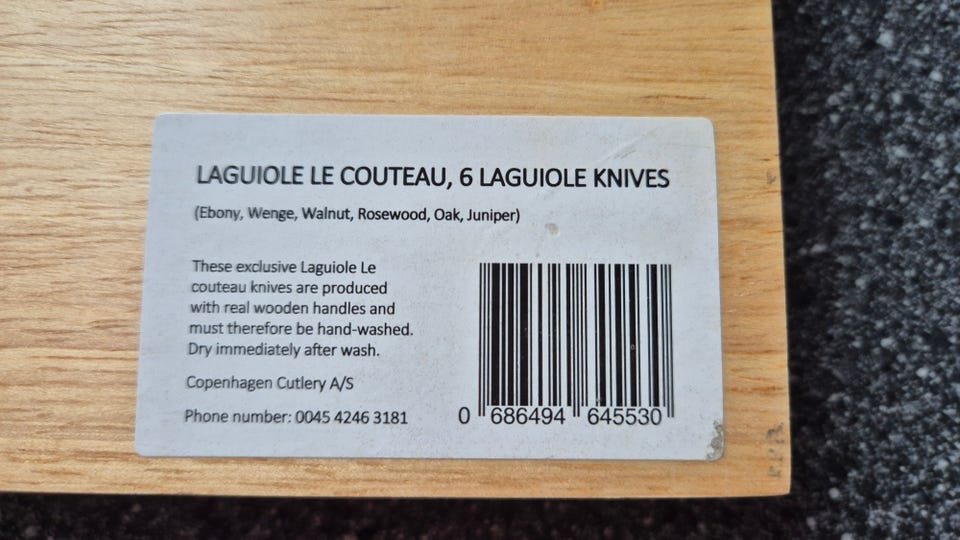 LAGUIOLE LE COUTEAU, 6 LAGUIOLE KNIVES
(Ebony, Wenge, Walnut, Rosewood, Oak, Juniper)
These exclusive Laguiole Le
couteau knives are produced
with real wooden handles and
must therefore be hand-washed.
Dry immediately after wash.
Copenhagen Cutlery A/S
Phone number: 0045 4246 3181
0 686494 645530